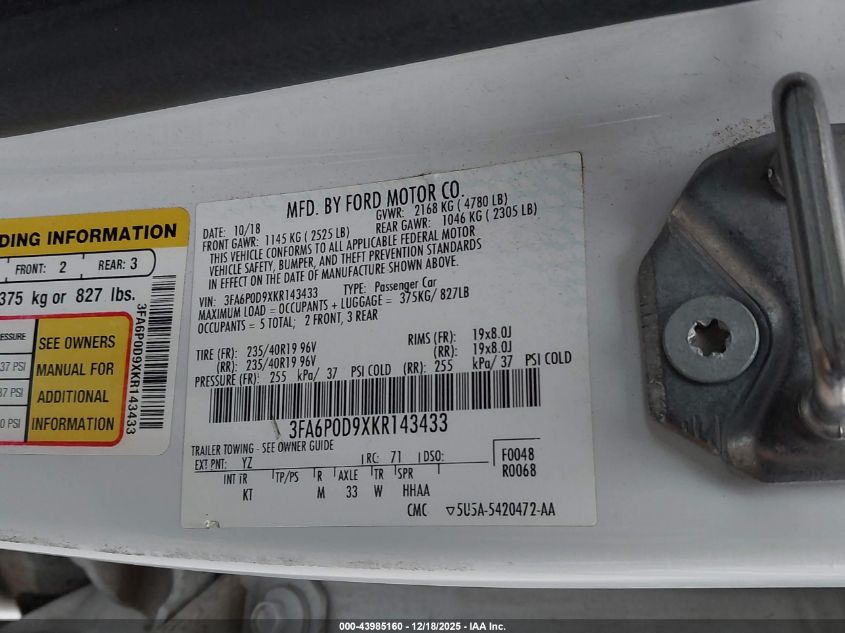 DING INFORMATION
FRONT: 2 REAR: 3
375 kg or 827 lbs.
ESSURE
37 PSI
37 PSI
0 PSI
SEE OWNERS
MANUAL FOR
ADDITIONAL
INFORMATION
3FA6P0D9XKR143433
MFD. BY FORD MOTOR CO.
DATE: 10/18 GVWR: 2168 KG ( 4780 LB)
FRONT GAWR: 1145 KG ( 2525 LB) REAR GAWR: 1046 KG ( 2305 LB)
THIS VEHICLE CONFORMS TO ALL APPLICABLE FEDERAL MOTOR
VEHICLE SAFETY, BUMPER, AND THEFT PREVENTION STANDARDS
IN EFFECT ON THE DATE OF MANUFACTURE SHOWN ABOVE.
VIN: 3FA6P0D9XKR143433 TYPE: Passenger Car
MAXIMUM LOAD = OCCUPANTS + LUGGAGE = 375KG/ 827LB
OCCUPANTS = 5 TOTAL; 2 FRONT, 3 REAR
TIRE (FR): 235/40R19 96V RIMS (FR): 19x8.0J
(RR): 235/40R19 96V (RR): 19x8.0J
PRESSURE (FR): 255 kPa/ 37 PSI COLD (RR): 255 kPa/ 37 PSI COLD
3FA6P0D9XKR143433
TRAILER TOWING - SEE OWNER GUIDE
EXT PNT: YZ RC: 71 DSO: F0048
INT TR TP/PS R AXLE TR SPR R0068
KT M 33 W HHAA
CMC ▽5U5A-5420472-AA
000-43985160 - 12/18/2025 - IAA Inc.